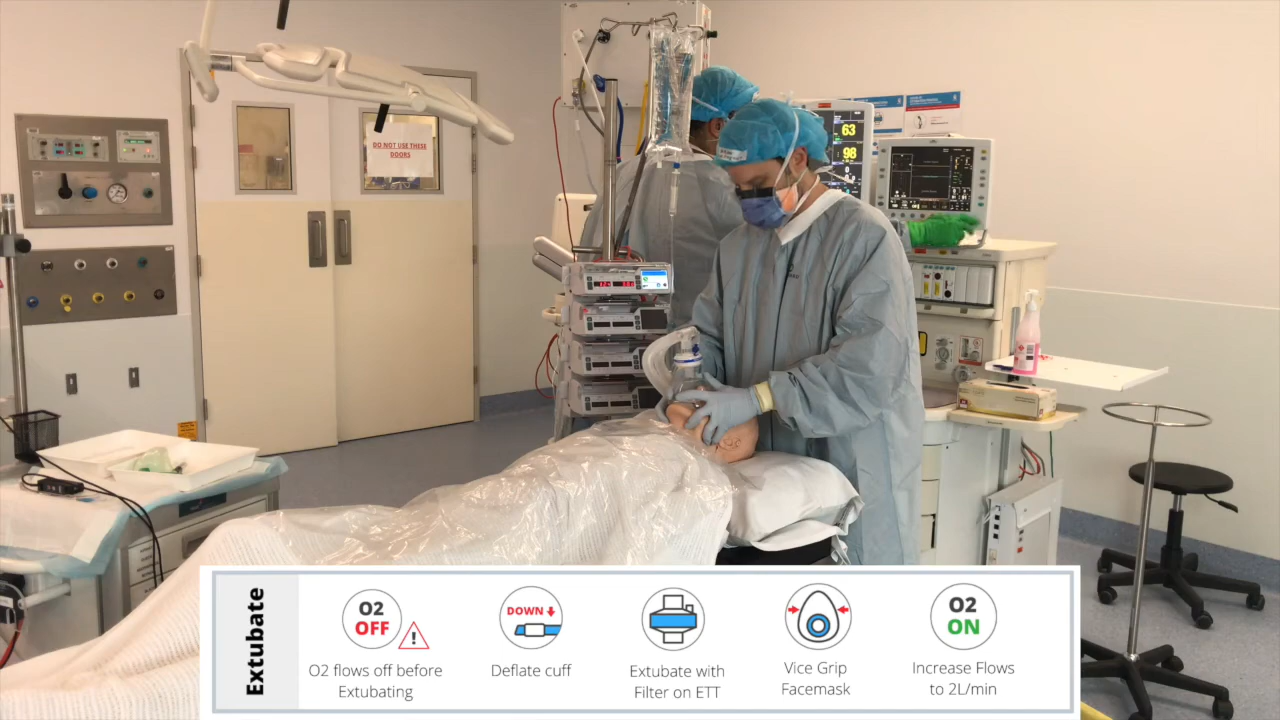 DO NOT USE THESE
DOORS
63
98
Extubate
O2
OFF
!
O2 flows off before
Extubating
DOWN
Deflate cuff
Extubate with
Filter on ETT
Vice Grip
Facemask
O2
ON
Increase Flows
to 2L/min